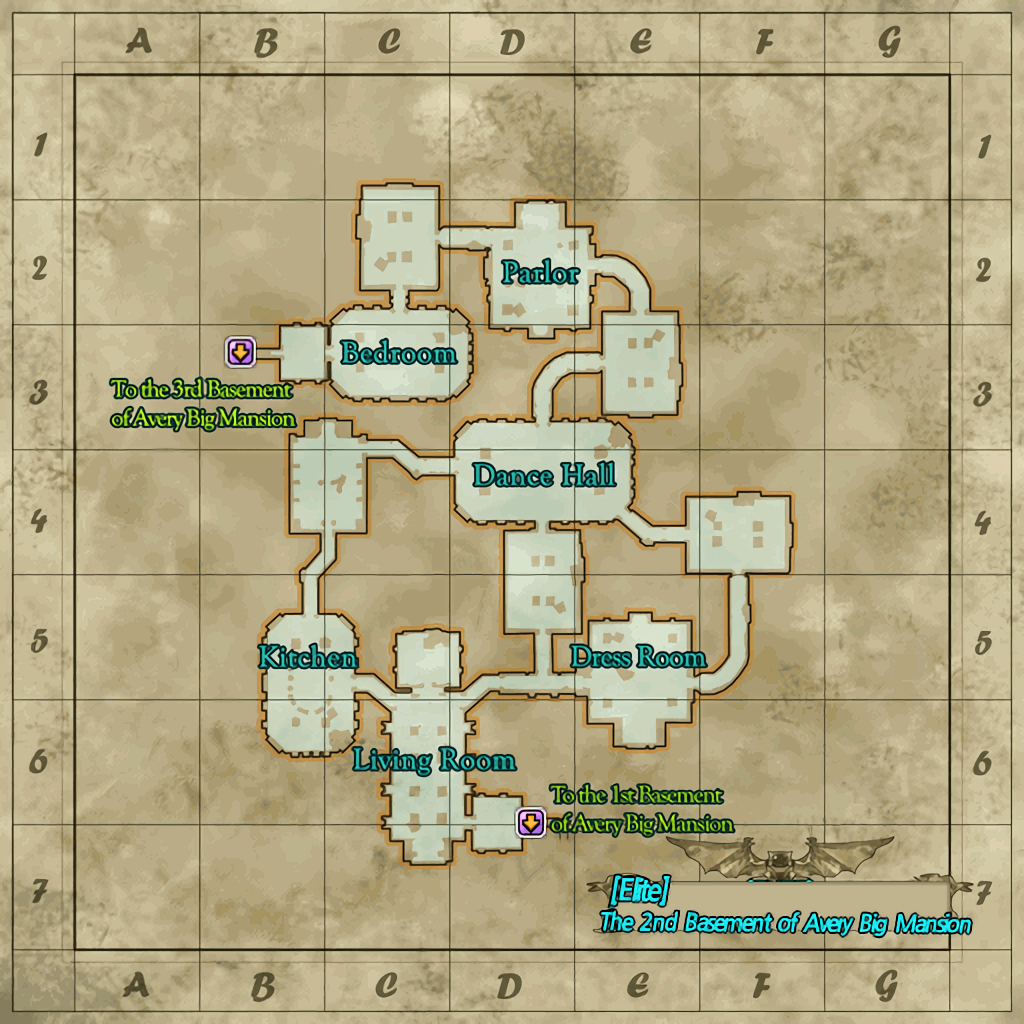 A B C D E F G
1 1
2 2
Parlor
Bedroom
3 3
To the 3rd Basement
of Avery Big Mansion
Dance Hall
4 4
5 5
Kitchen
Dress Room
Living Room
6 6
To the 1st Basement
of Avery Big Mansion
7 7
[Elite]
The 2nd Basement of Avery Big Mansion
A B C D E F G